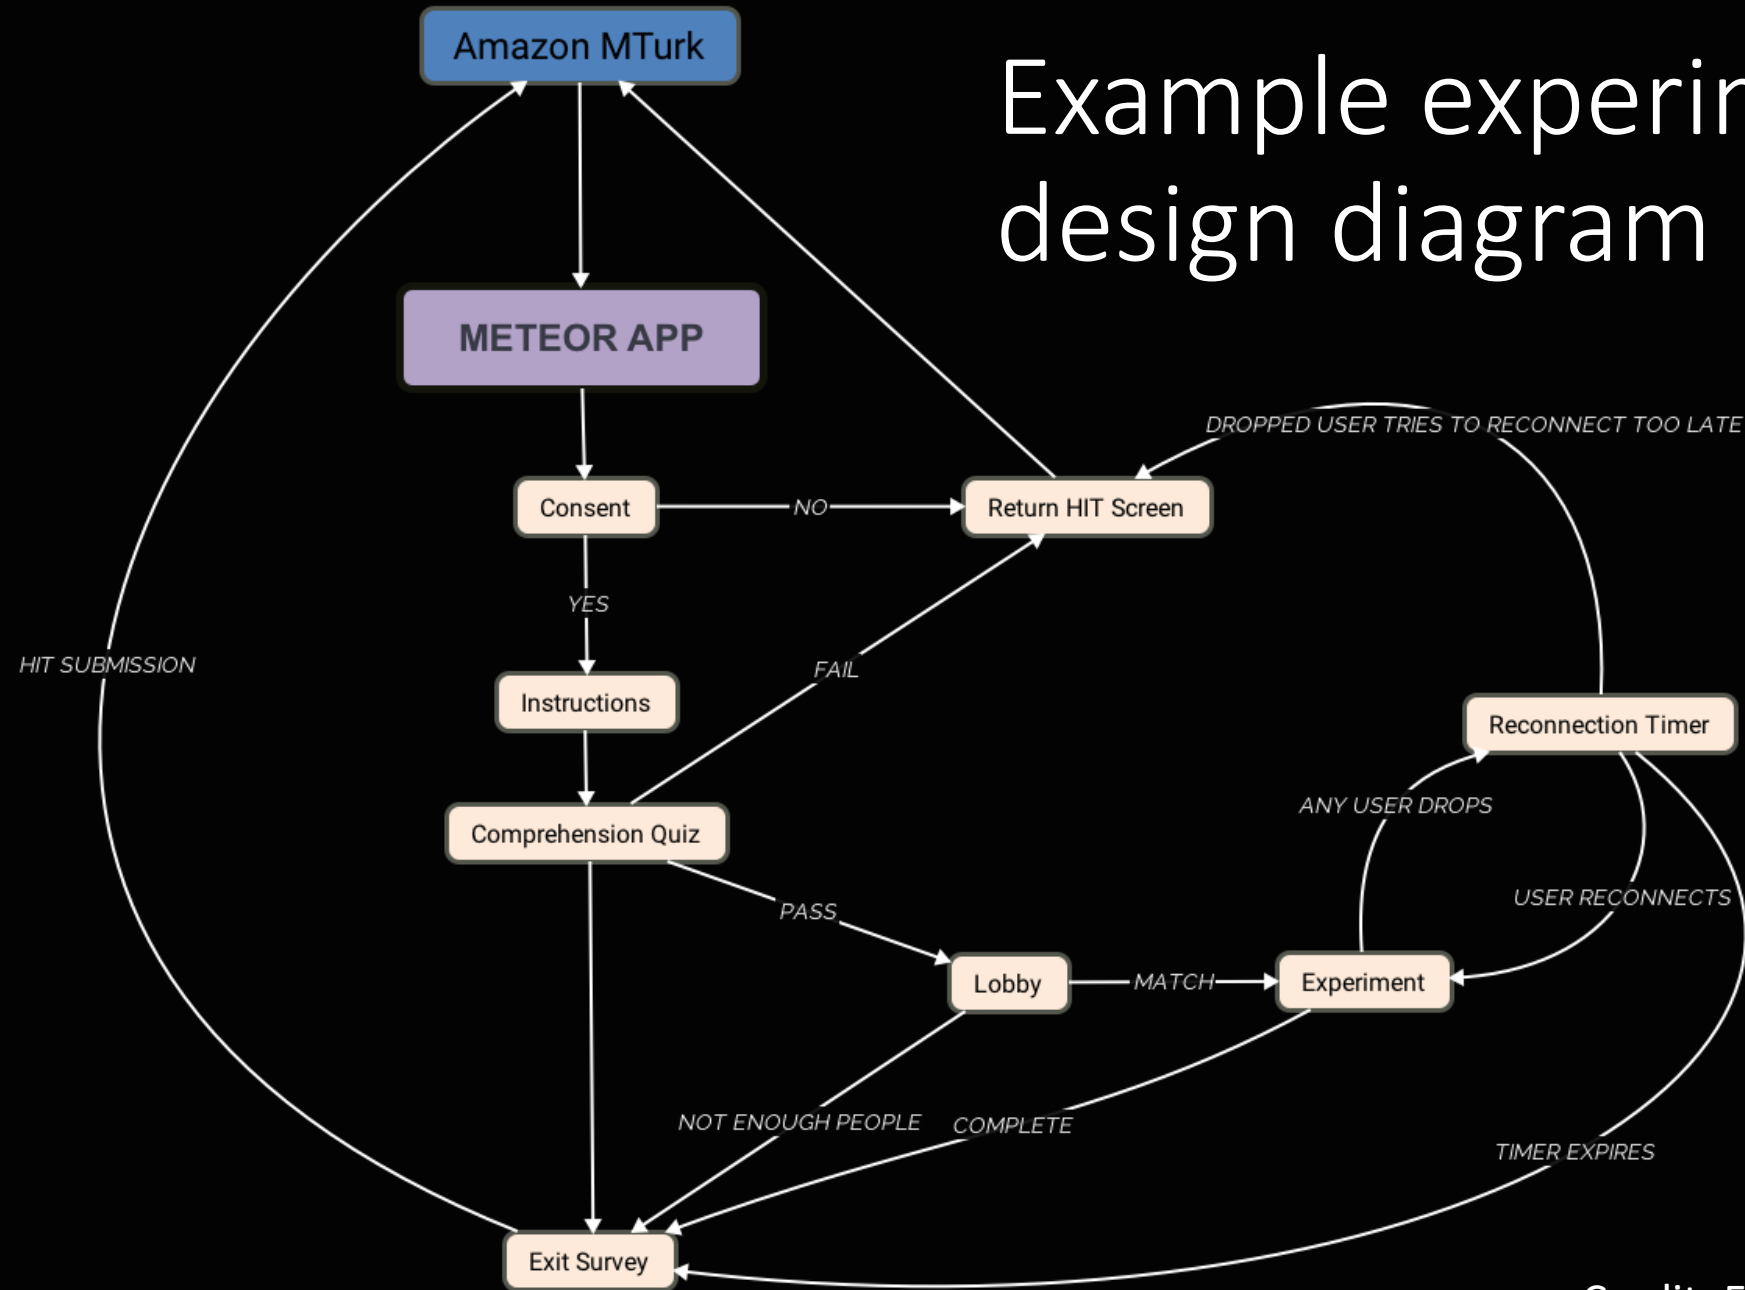 Amazon MTurk
Example
design diagram
METEOR APP
DROPPED USER TRIES TO RECONNECT TOO LATE
Consent
NO
Return HIT Screen
YES
HIT SUBMISSION
FAIL
Instructions
Reconnection Timer
ANY USER DROPS
Comprehension Quiz
USER RECONNECTS
PASS
Lobby
MATCH
Experiment
NOT ENOUGH PEOPLE
COMPLETE
TIMER EXPIRES
Exit Survey